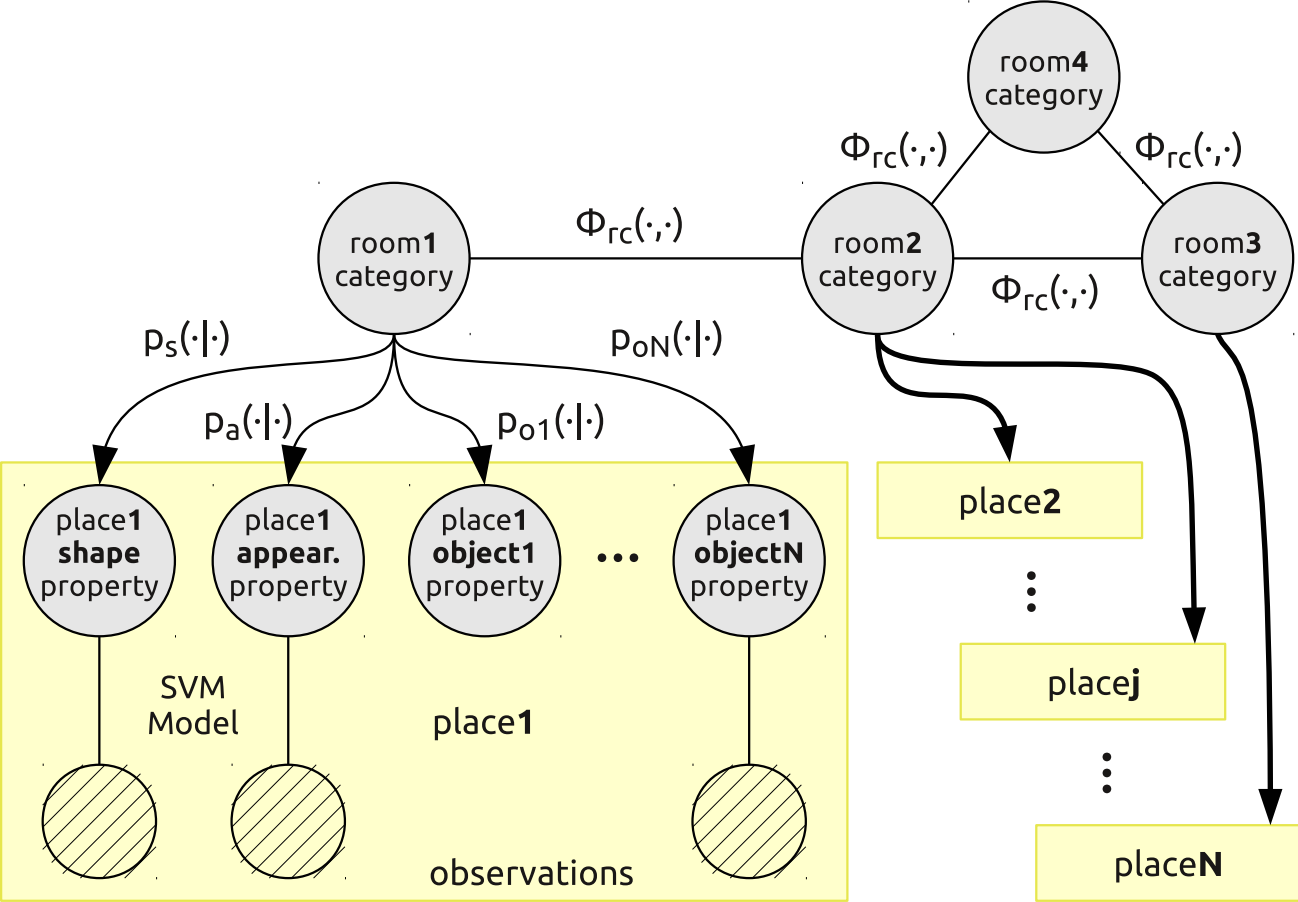 room4
category
Φrc(·,·)
Φrc(·,·)
room1
category
Φrc(·,·)
room2
category
Φrc(·,·)
room3
category
ps(·|·)
pa(·|·)
po1(·|·)
poN(·|·)
place1
shape
property
place1
appear.
property
place1
object1
property
...
place1
objectN
property
SVM
Model
place1
observations
place2
⋮
placej
⋮
placeN